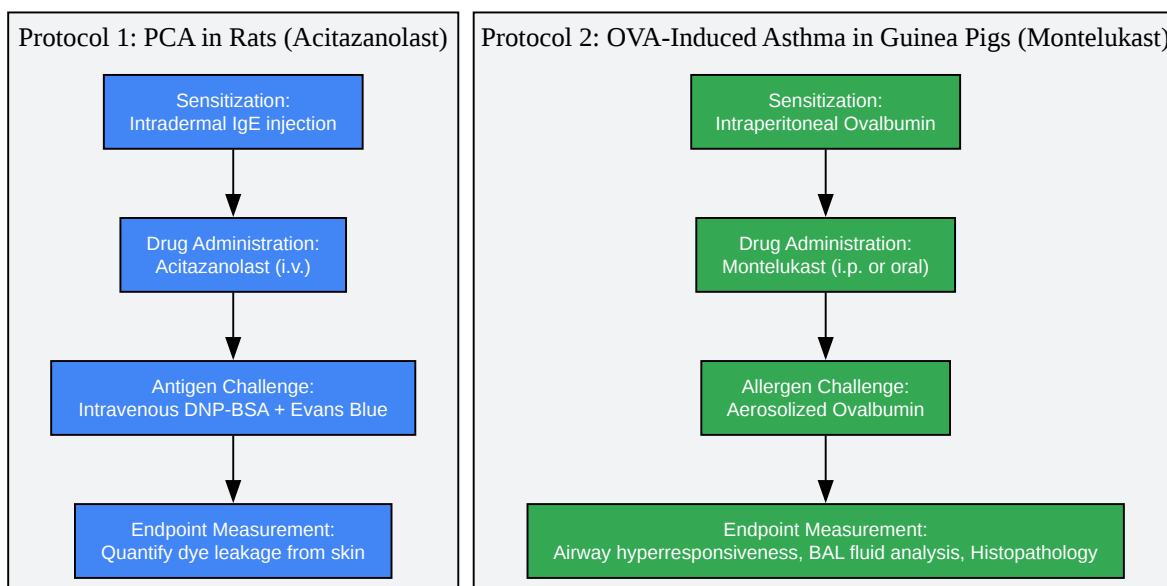 Protocol 1: PCA in Rats (Acitazanolast)
Sensitization:
Intradermal IgE injection
Drug Administration:
Acitazanolast (i.v.)
Antigen Challenge:
Intravenous DNP-BSA + Evans Blue
Endpoint Measurement:
Quantify dye leakage from skin
Protocol 2: OVA-Induced Asthma in Guinea Pigs (Montelukast)
Sensitization:
Intraperitoneal Ovalbumin
Drug Administration:
Montelukast (i.p. or oral)
Allergen Challenge:
Aerosolized Ovalbumin
Endpoint Measurement:
Airway hyperresponsiveness, BAL fluid analysis, Histopathology